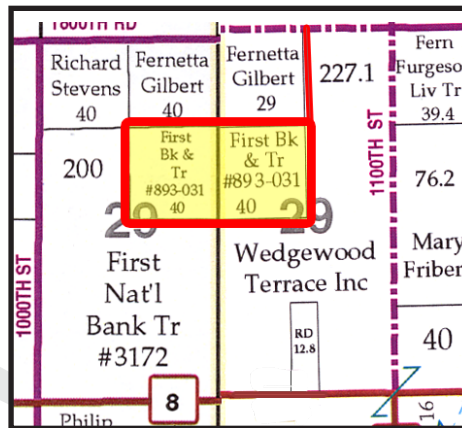 1800TH RD
Richard
Stevens
40
Fernetta
Gilbert
40
Fernetta
Gilbert
29
227.1
Fern
Furgeso
Liv Tr
39.4
200
First
Bk &
Tr
#893-031
40
First Bk
& Tr
#893-031
40
1100TH ST
76.2
29
29
1000TH ST
First
Nat'l
Bank Tr
#3172
Wedgewood
Terrace Inc
RD
12.8
Mary
Friber
40
8
Philip
16